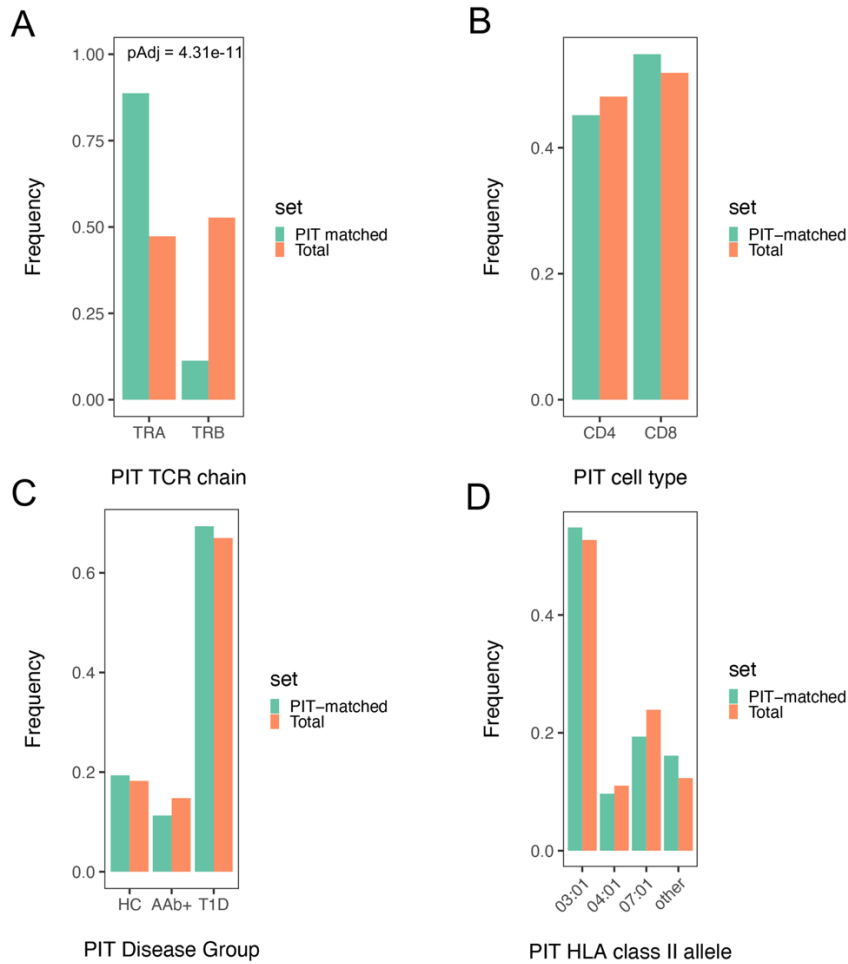 A
pAdj = 4.31e-11
1.00
0.75
0.50
0.25
0.00
Frequency
TRA TRB
PIT TCR chain
set
PIT matched
Total
B
0.4
0.2
0.0
Frequency
CD4 CD8
PIT cell type
set
PIT−matched
Total
C
0.6
0.4
0.2
0.0
Frequency
HC AAb+ T1D
PIT Disease Group
set
PIT−matched
Total
D
0.4
0.2
0.0
Frequency
03:01 04:01 07:01 other
PIT HLA class II allele
set
PIT−matched
Total